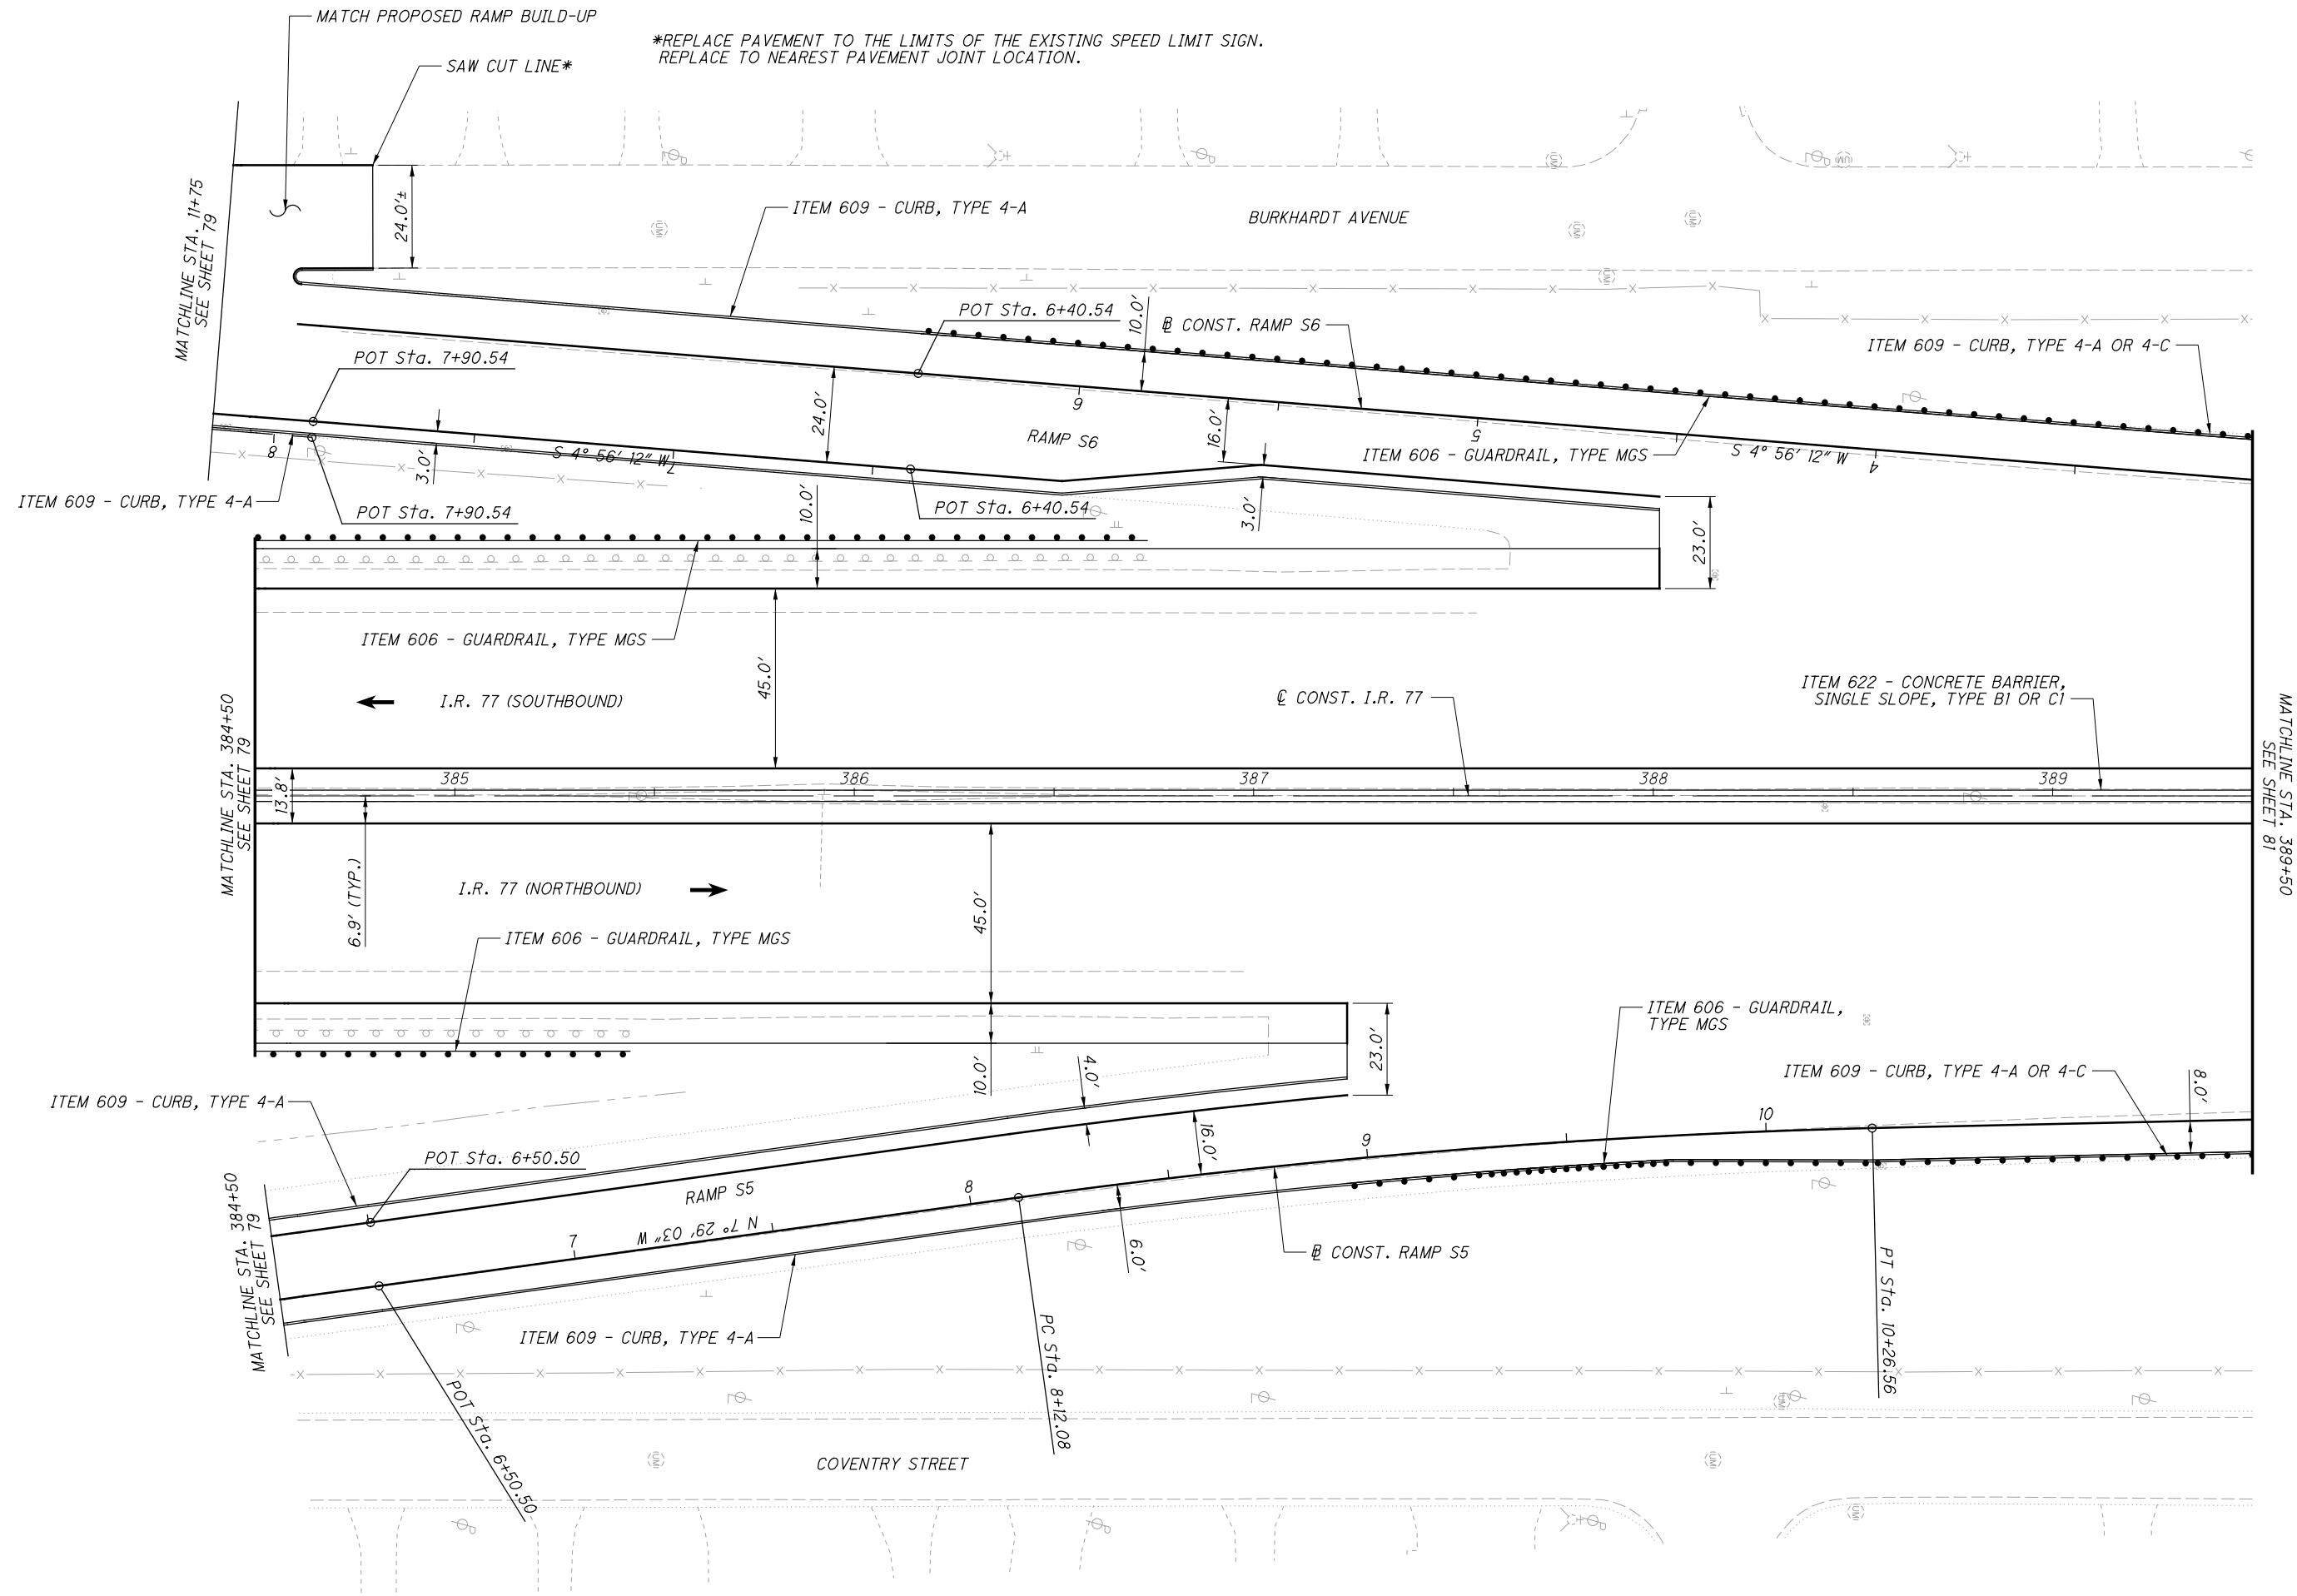 MATCH PROPOSED RAMP BUILD-UP
*REPLACE PAVEMENT TO THE LIMITS OF THE EXISTING SPEED LIMIT SIGN.
REPLACE TO NEAREST PAVEMENT JOINT LOCATION.
SAW CUT LINE*
MATCHLINE STA. 11+75
SEE SHEET 79
24.0'±
ITEM 609 - CURB, TYPE 4-A
BURKHARDT AVENUE
POT Sta. 6+40.54
10.0'
℄ CONST. RAMP S6
ITEM 609 - CURB, TYPE 4-A OR 4-C
POT Sta. 7+90.54
24.0'
6
16.0'
RAMP S6
5
ITEM 606 - GUARDRAIL, TYPE MGS
S 4° 56' 12" W
4
8
3.0'
S 4° 56' 12" W
7
ITEM 609 - CURB, TYPE 4-A
POT Sta. 7+90.54
10.0'
POT Sta. 6+40.54
3.0'
23.0'
ITEM 606 - GUARDRAIL, TYPE MGS
45.0'
I.R. 77 (SOUTHBOUND)
℄ CONST. I.R. 77
ITEM 622 - CONCRETE BARRIER,
SINGLE SLOPE, TYPE B1 OR C1
MATCHLINE STA. 384+50
SEE SHEET 79
MATCHLINE STA. 389+50
SEE SHEET 81
385
386
387
388
389
13.8'
6.9' (TYP.)
I.R. 77 (NORTHBOUND)
45.0'
ITEM 606 - GUARDRAIL, TYPE MGS
ITEM 606 - GUARDRAIL,
TYPE MGS
10.0'
4.0'
23.0'
ITEM 609 - CURB, TYPE 4-A OR 4-C
8.0'
ITEM 609 - CURB, TYPE 4-A
POT Sta. 6+50.50
16.0'
9
10
MATCHLINE STA. 384+50
SEE SHEET 79
RAMP S5
8
7
N 7° 29' 03" W
6.0'
℄ CONST. RAMP S5
ITEM 609 - CURB, TYPE 4-A
POT Sta. 6+50.50
PC Sta. 8+12.08
PT Sta. 10+26.56
COVENTRY STREET